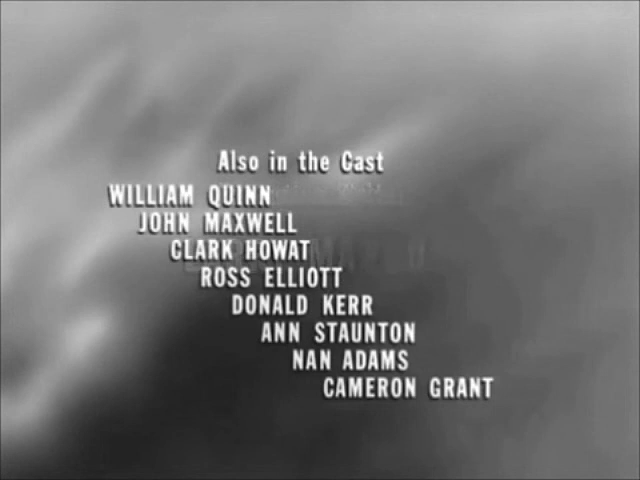 Also in the Cast
WILLIAM QUINN
JOHN MAXWELL
CLARK HOWAT
ROSS ELLIOTT
DONALD KERR
ANN STAUNTON
NAN ADAMS
CAMERON GRANT